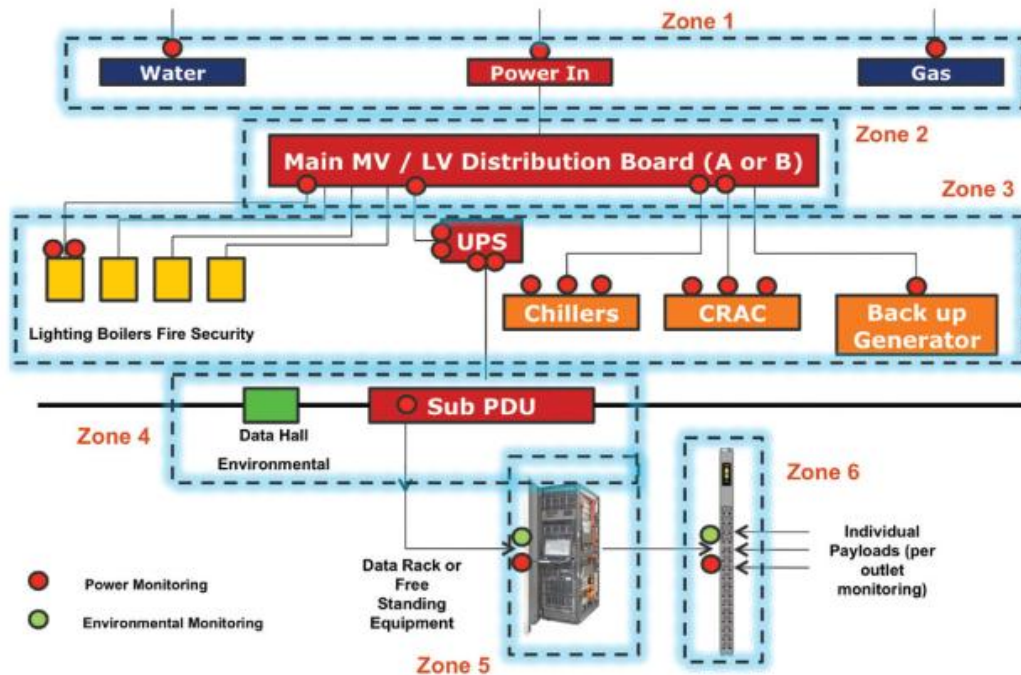 Zone 1
Water
Power In
Gas
Zone 2
Main MV / LV Distribution Board (A or B)
Zone 3
UPS
Chillers
CRAC
Back up
Generator
Lighting Boilers Fire Security
Zone 4
Sub PDU
Data Hall
Environmental
Zone 6
Individual
Payloads (per
outlet
monitoring)
Data Rack or
Free
Standing
Equipment
Power Monitoring
Environmental Monitoring
Zone 5